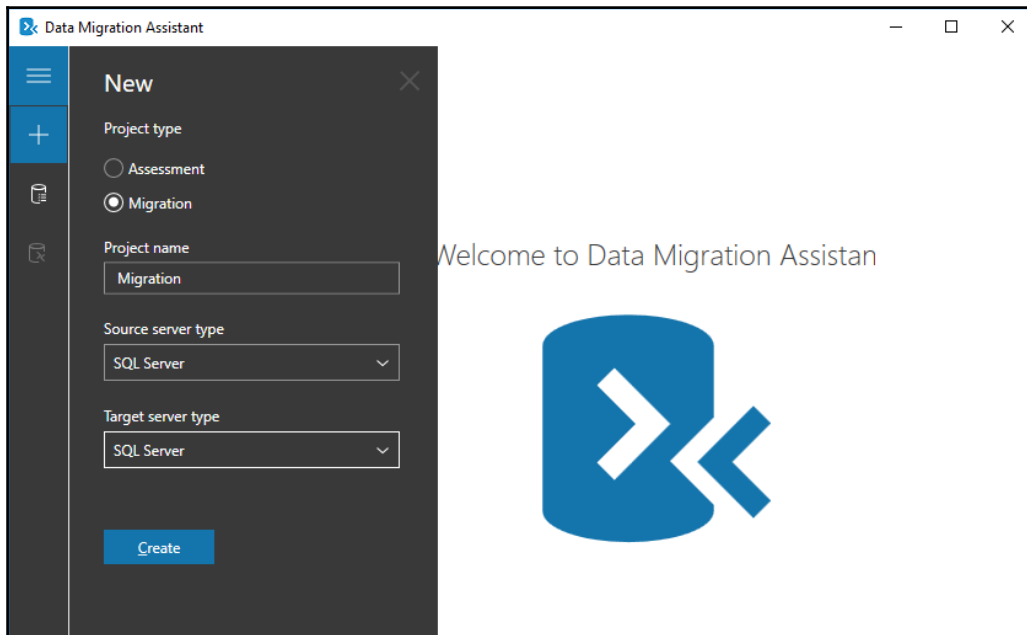 Data Migration Assistant
New
Project type
Assessment
Migration
Project name
Migration
Source server type
SQL Server
Target server type
SQL Server
Create
Welcome to Data Migration Assistan